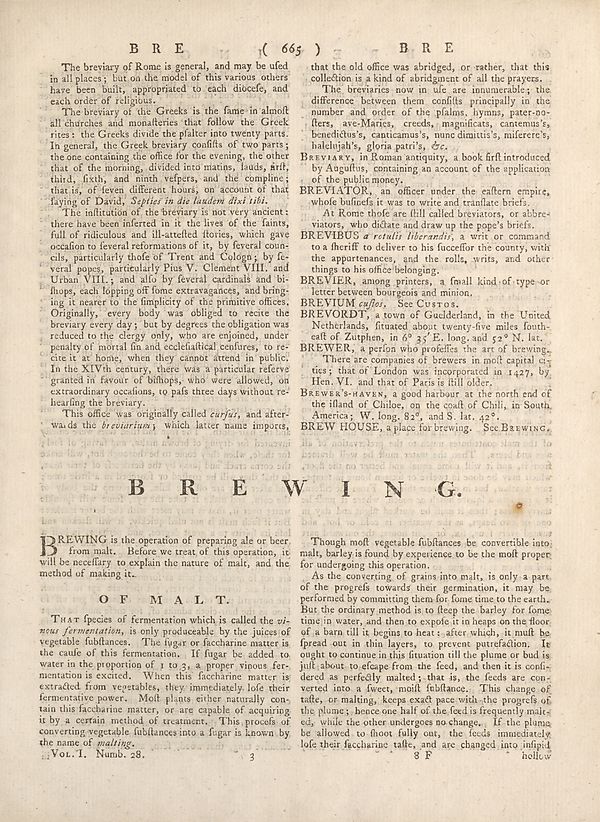 B R E ( 665 ) B R E
The breviary of Rome is general, and may be uſed
in all places; but on the model of this various others
have been built, appropriated to each dioceſe, and
each order of religious.
The breviary of the Greeks is the ſame in almoſt
all churches and monaſteries that follow the Greek
rites: the Greeks divide the pſalter into twenty parts.
In general, the Greek breviary conſiſts of two parts;
the one containing the office for the evening, the other
that of the morning, divided into matins, lauds, firſt,
third, ſixth, and ninth veſpers, and the compline;
that is, of ſeven different hours, on account of that
ſaying of David, Septies in die laudem dixi tibi.
The inſtitution of the breviary is not very ancient:
there have been inſerted in it the lives of the ſaints,
full of ridiculous and ill-atteſted ſtories, which gave
occaſion to ſeveral reformations of it, by ſeveral coun-
cils, particularly thoſe of Trent and Cologn; by ſe-
veral popes, particularly Pius V. Clement VIII. and
Urban VIII.; and alſo by ſeveral cardinals and bi-
ſhops, each lopping off ſome extravagances, and bring-
ing it nearer to the ſimplicity of the primitive offices.
Originally, every body was obliged to recite the
breviary every day; but by degrees the obligation was
reduced to the clergy only, who are enjoined, under
penalty of mortal ſin and eccleſiaſtical cenſures, to re-
cite it at home, when they cannot attend in public.
In the XIVth century, there was a particular reſerve
granted in favour of biſhops, who were allowed, on
extraordinary occaſions, to paſs three days without re-
hearſing the breviary.
This office was originally called curſus, and after-
wards the breviarium; which latter name imports,
that the old office was abridged, or rather, that this
collection is a kind of abridgment of all the prayers.
The breviaries now in uſe are innumerable; the
difference between them conſiſts principally in the
number and order of the pſalms, hymns, pater-no-
ſters, ave-Maries, creeds, magnificats, cantemus's,
benedictus's, canticamus's, nunc dimittis's, miſerere's,
halelujah's, gloria patri's, &c.
BREVIARY, in Roman antiquity, a book firſt introduced
by Auguſtus, containing an account of the application
of the public money.
BREVIATOR, an officer under the eaſtern empire,
whoſe buſineſs it was to write and tranſlate briefs.
At Rome thoſe are ſtill called breviators, or abbre-
viators, who dictate and draw up the pope's briefs.
BREVIBUS a rotulis liberandis, a writ or command
to a ſheriff to deliver to his ſucceſſor the county, with
the appurtenances, and the rolls, writs, and other
things to his office belonging.
BREVIER, among printers, a ſmall kind of type or
letter between bourgeois and minion.
BREVIUM cuſtos. See CUSTOS.
BREVORDT, a town of Guelderland, in the United
Netherlands, ſituated about twenty-five miles ſouth-
eaſt of Zutphen, in 6° 35′ E. long. and 52° N. lat.
BREWER, a perſon who profeſſes the art of brewing.
There are companies of brewers in moſt capital ci-
ties; that of London was incorporated in 1427, by
Hen. VI. and that of Paris is ſtill older.
BREWER'S-HAVEN, a good harbour at the north end of
the iſland of Chiloe, on the coaſt of Chili, in South
America; W. long. 82°, and S. lat. 42°.
BREW HOUSE, a place for brewing. See BREWING.
B R E W I N G.
BREWING is the operation of preparing ale or beer
from malt. Before we treat of this operation, it
will be neceſſary to explain the nature of malt, and the
method of making it.
O F M A L T.
THAT ſpecies of fermentation which is called the vi-
nous fermentation, is only produceable by the juices of
vegetable ſubſtances. The ſugar or ſaccharine matter is
the cauſe of this fermentation. If ſugar be added to
water in the proportion of 1 to 3, a proper vinous fer-
mentation is excited. When this ſaccharine matter is
extracted from vegetables, they immediately loſe their
fermentative power. Moſt plants either naturally con-
tain this ſaccharine matter, or are capable of acquiring
it by a certain method of treatment. This proceſs of
converting vegetable ſubſtances into a ſugar is known by
the name of malting.
VOL. I. Numb. 28. 3
Though moſt vegetable ſubſtances be convertible into
malt, barley is found by experience to be the moſt proper
for undergoing this operation.
As the converting of grains into malt, is only a part
of the progreſs towards their germination, it may be
performed by committing them for ſome time to the earth.
But the ordinary method is to ſteep the barley for ſome
time in water, and then to expoſe it in heaps on the floor
of a barn till it begins to heat: after which, it muſt be
ſpread out in thin layers, to prevent putrefaction. It
ought to continue in this ſituation till the plume or bud is
juſt about to eſcape from the ſeed, and then it is conſi-
dered as perfectly malted; that is, the ſeeds are con-
verted into a ſweet, moiſt ſubſtance. This change of
taſte, or malting, keeps exact pace with the progreſs of
the plume; hence one half of the ſeed is frequently malt-
ed, while the other undergoes no change. If the plume
be allowed to ſhoot fully out, the ſeeds immediately
loſe their ſaccharine taſte, and are changed into inſipid
8 F hollow